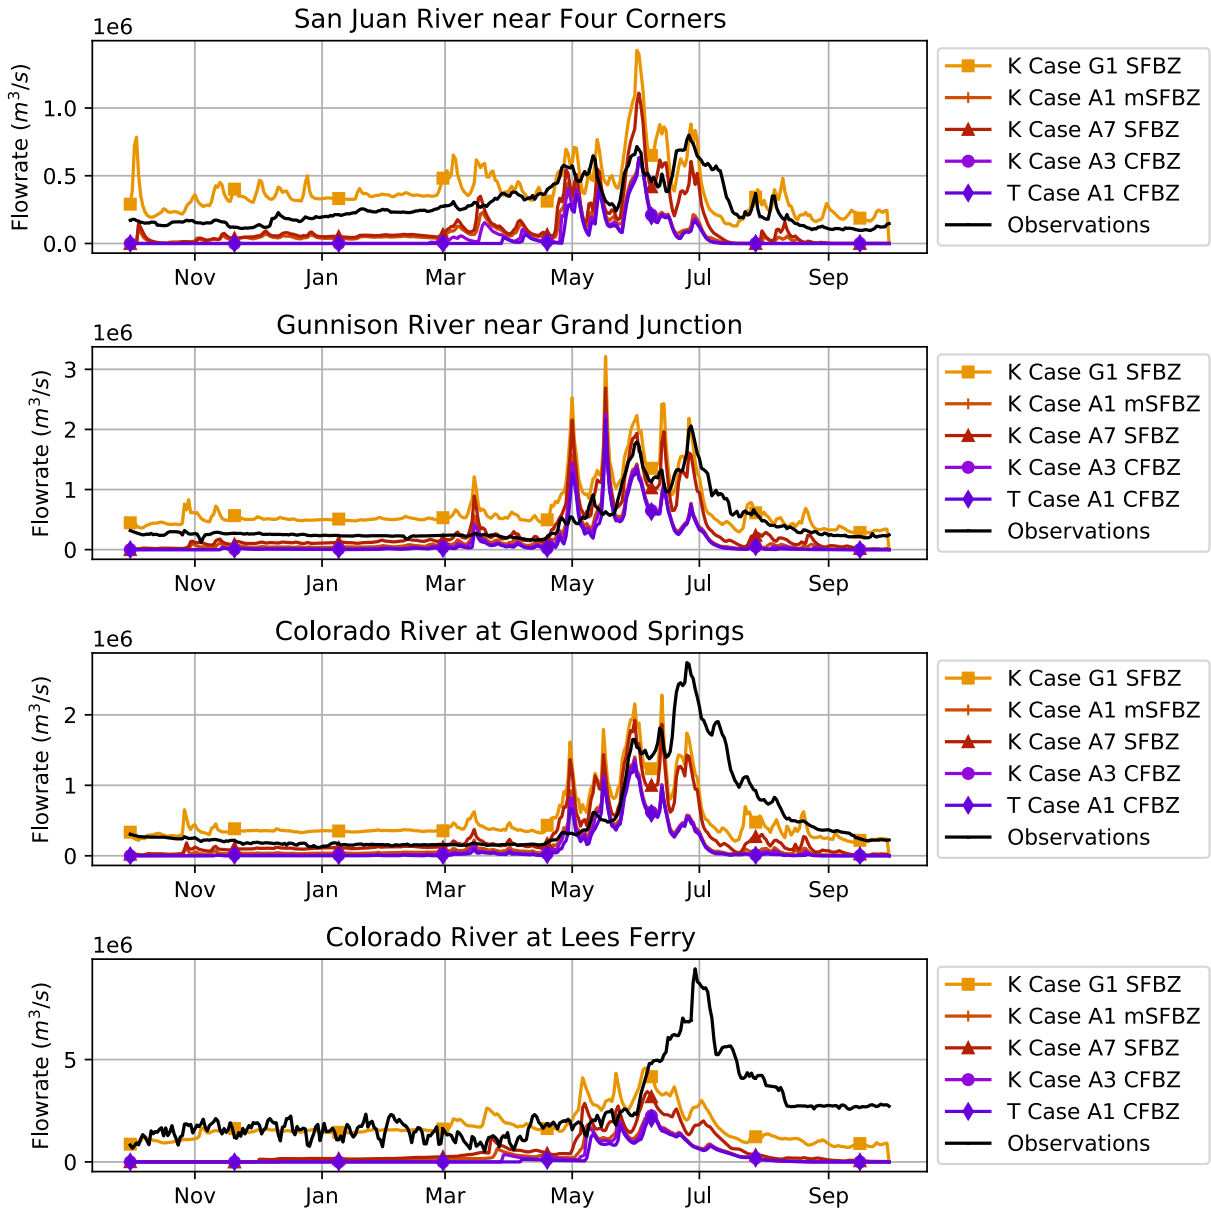 San Juan River near Four Corners
1e6
Flowrate (m³/s)
1.0
0.5
0.0
Nov Jan Mar May Jul Sep
K Case G1 SFBZ
K Case A1 mSFBZ
K Case A7 SFBZ
K Case A3 CFBZ
T Case A1 CFBZ
Observations
Gunnison River near Grand Junction
1e6
Flowrate (m³/s)
3
2
1
0
Nov Jan Mar May Jul Sep
K Case G1 SFBZ
K Case A1 mSFBZ
K Case A7 SFBZ
K Case A3 CFBZ
T Case A1 CFBZ
Observations
Colorado River at Glenwood Springs
1e6
Flowrate (m³/s)
2
1
0
Nov Jan Mar May Jul Sep
K Case G1 SFBZ
K Case A1 mSFBZ
K Case A7 SFBZ
K Case A3 CFBZ
T Case A1 CFBZ
Observations
Colorado River at Lees Ferry
1e6
Flowrate (m³/s)
5
0
Nov Jan Mar May Jul Sep
K Case G1 SFBZ
K Case A1 mSFBZ
K Case A7 SFBZ
K Case A3 CFBZ
T Case A1 CFBZ
Observations